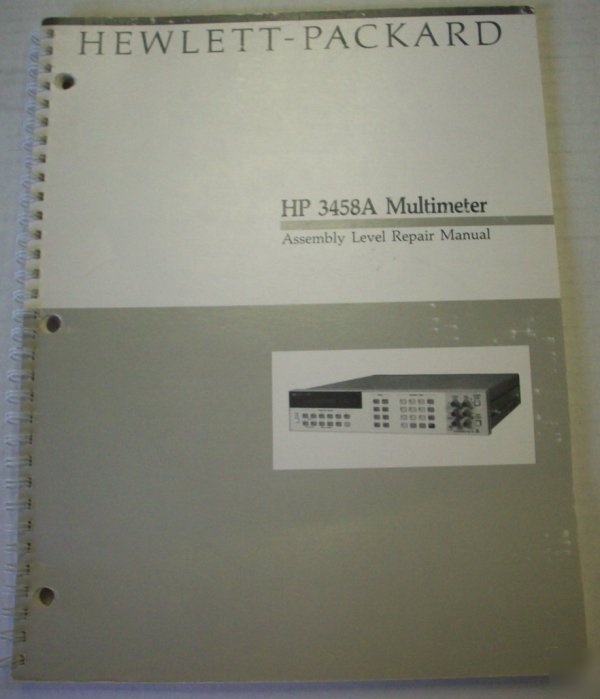 HEWLETT-PACKARD
HP 3458A Multimeter
Assembly Level Repair Manual